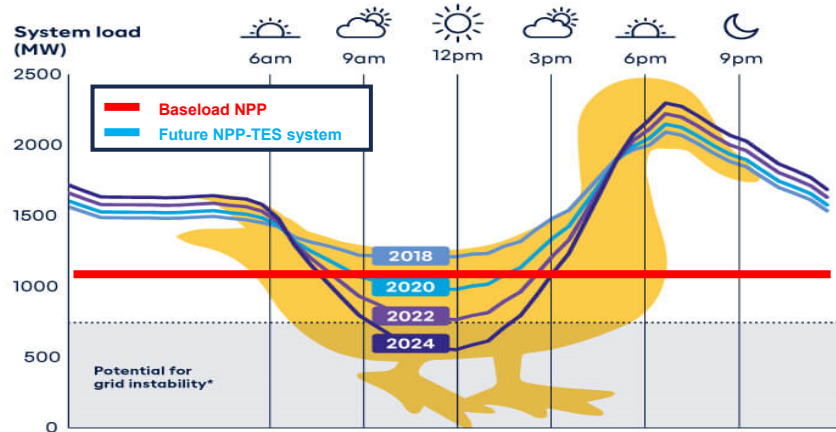 System load
(MW)
6am
9am
12pm
3pm
6pm
9pm
2500
2000
1500
1000
500
0
Baseload NPP
Future NPP-TES system
2018
2020
2022
2024
Potential for
grid instability*